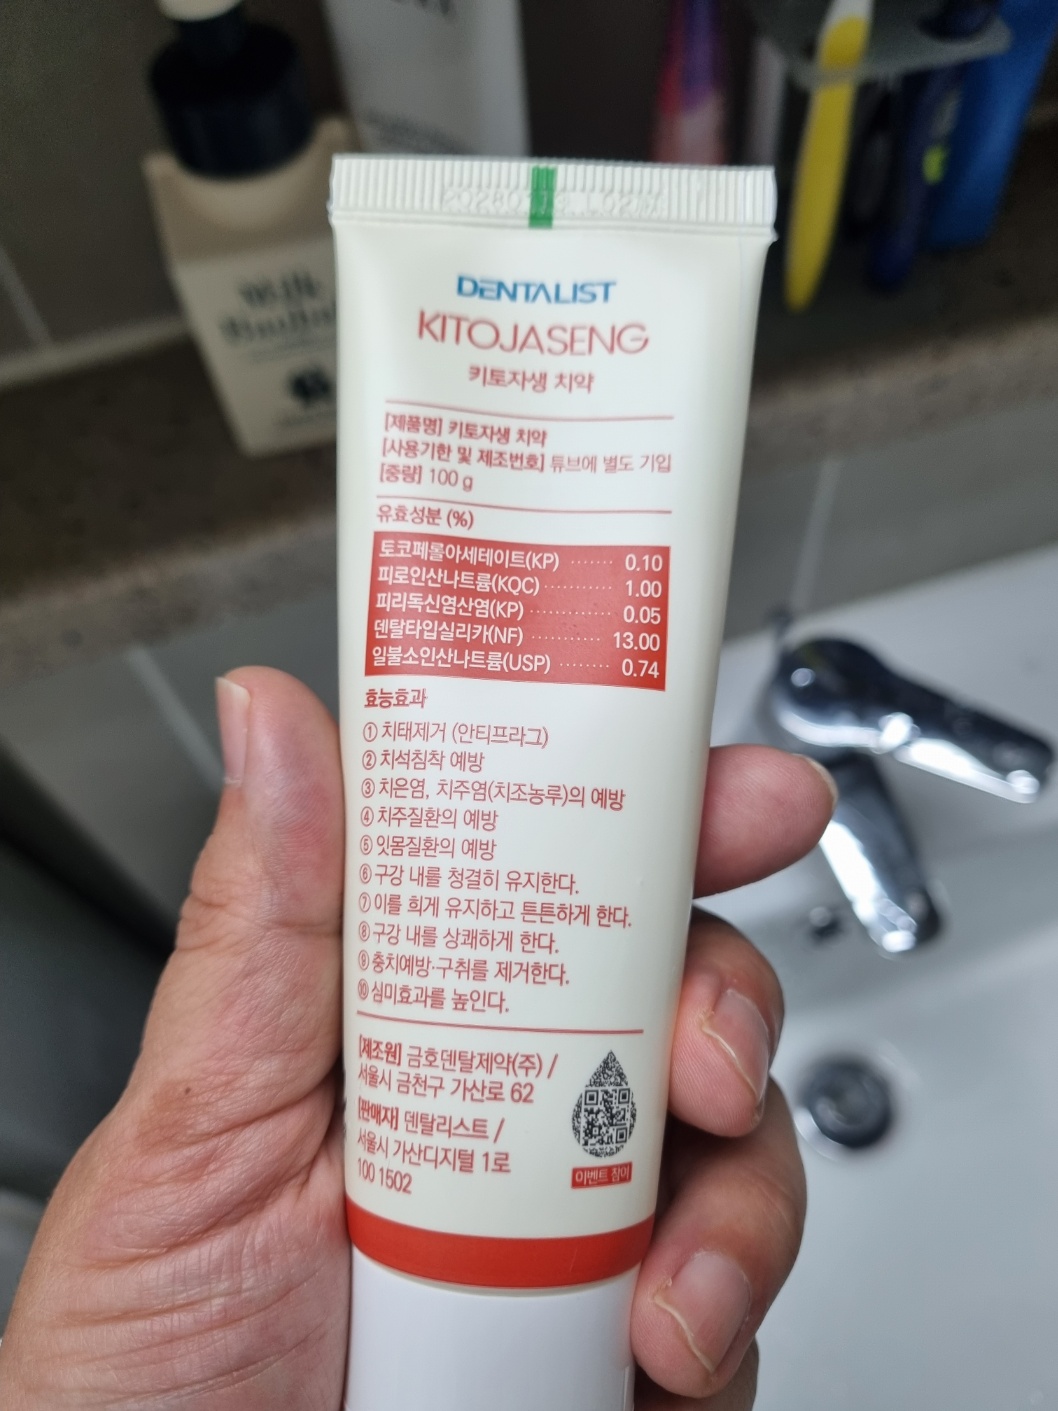 DENTALIST
KITOJASENG
키토자생 치약
[제품명] 키토자생 치약
[사용기한 및 제조번호] 튜브에 별도 기입
[중량] 100 g
유효성분 (%)
토코페롤아세테이트(KP) ······· 0.10
피로인산나트륨(KQC) ············ 1.00
피리독신염산염(KP) ·············· 0.05
덴탈타입실리카(NF) ············ 13.00
일불소인산나트륨(USP) ········ 0.74
효능효과
① 치태제거 (안티프라그)
② 치석침착 예방
③ 치은염, 치주염(치조농루)의 예방
④ 치주질환의 예방
⑤ 잇몸질환의 예방
⑥ 구강 내를 청결히 유지한다.
⑦ 이를 희게 유지하고 튼튼하게 한다.
⑧ 구강 내를 상쾌하게 한다.
⑨ 충치예방·구취를 제거한다.
⑩ 심미효과를 높인다.
[제조원] 금호덴탈제약(주) /
서울시 금천구 가산로 62
[판매자] 덴탈리스트 /
서울시 가산디지털 1로
100 1502
이벤트 참여
Milk